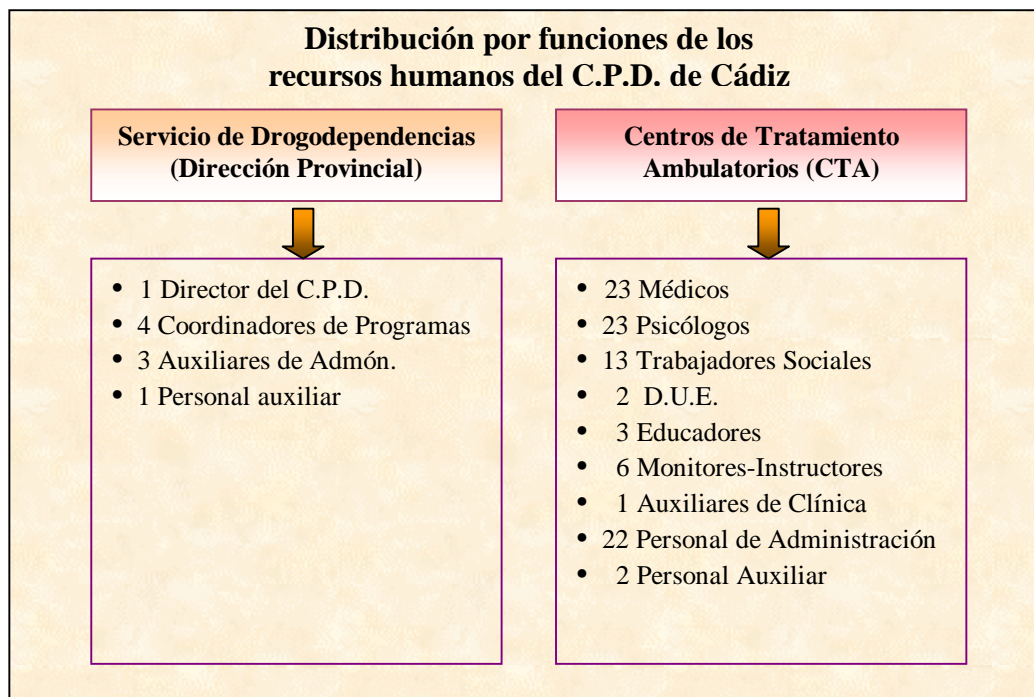 Distribución por funciones de los
recursos humanos del C.P.D. de Cádiz
Servicio de Drogodependencias
(Dirección Provincial)
• 1 Director del C.P.D.
• 4 Coordinadores de Programas
• 3 Auxiliares de Admón.
• 1 Personal auxiliar
Centros de Tratamiento
Ambulatorios (CTA)
• 23 Médicos
• 23 Psicólogos
• 13 Trabajadores Sociales
• 2 D.U.E.
• 3 Educadores
• 6 Monitores-Instructores
• 1 Auxiliares de Clínica
• 22 Personal de Administración
• 2 Personal Auxiliar